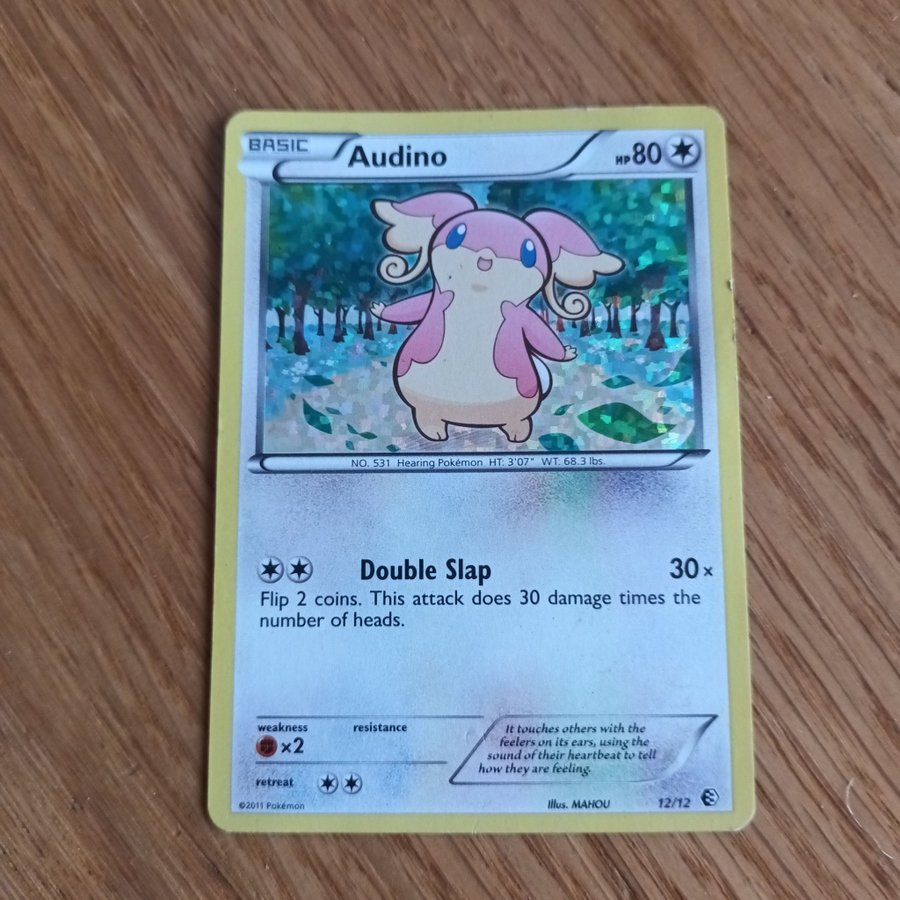 BASIC Audino HP80
NO. 531 Hearing Pokémon HT: 3'07" WT: 68.3 lbs.
Double Slap 30×
Flip 2 coins. This attack does 30 damage times the
number of heads.
weakness resistance
×2
retreat
It touches others with the
feelers on its ears, using the
sound of their heartbeat to tell
how they are feeling.
©2011 Pokémon Illus. MAHOU 12/12